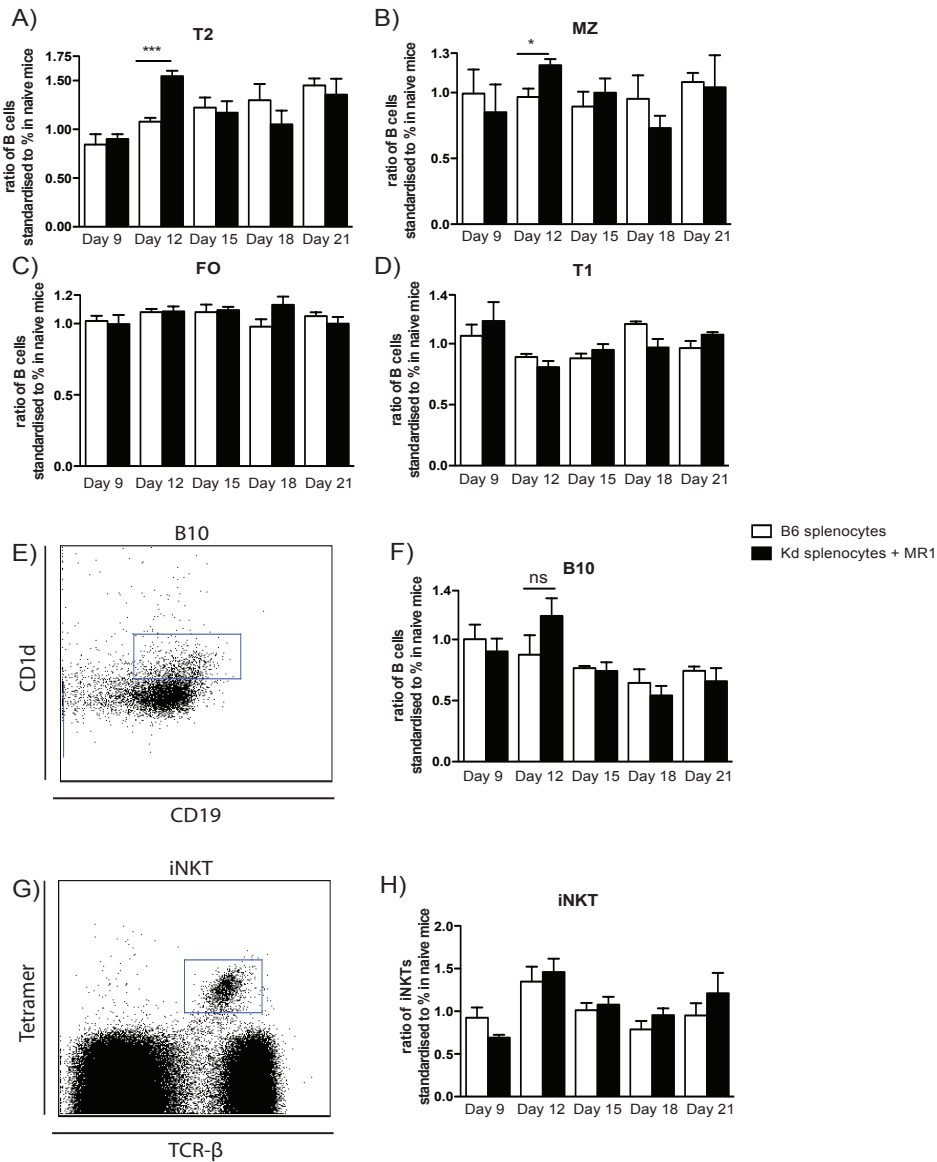 A)
T2
***
ratio of B cells
standardised to % in naive mice
1.75
1.50
1.00
0.50
0.00
Day 9 Day 12 Day 15 Day 18 Day 21
B)
MZ
*
ratio of B cells
standardised to % in naive mice
1.3
1.0
0.5
0.0
Day 9 Day 12 Day 15 Day 18 Day 21
C)
FO
ratio of B cells
standardised to % in naive mice
1.2
1.0
0.5
0.0
Day 9 Day 12 Day 15 Day 18 Day 21
D)
T1
ratio of B cells
standardised to % in naive mice
1.4
1.0
0.5
0.0
Day 9 Day 12 Day 15 Day 18 Day 21
E)
B10
CD1d
CD19
F)
B10
ns
ratio of B cells
standardised to % in naive mice
1.4
1.0
0.5
0.0
Day 9 Day 12 Day 15 Day 18 Day 21
B6 splenocytes
Kd splenocytes + MR1
G)
iNKT
Tetramer
TCR-β
H)
iNKT
ratio of iNKTs
standardised to % in naive mice
2.0
1.5
1.0
0.5
0.0
Day 9 Day 12 Day 15 Day 18 Day 21